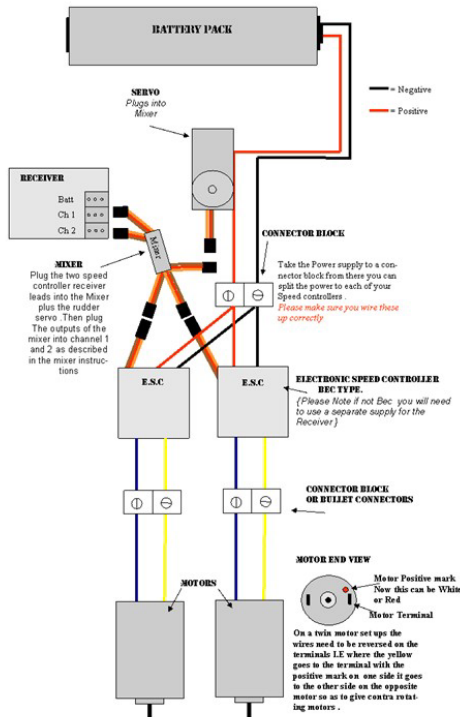 BATTERY PACK
= Negative
= Positive
SERVO
Plugs into
Mixer
RECEIVER
Batt
Ch 1
Ch 2
Mixer
MIXER
Plug the two speed
controller receiver
leads into the Mixer
plus the rudder
servo .Then plug
The outputs of the
mixer into channel 1
and 2 as described
in the mixer instruc-
tions
CONNECTOR BLOCK
Take the Power supply to a con-
nector block from there you can
split the power to each of your
Speed controllers .
Please make sure you wire these
up correctly
E.S.C
E.S.C
ELECTRONIC SPEED CONTROLLER
BEC TYPE.
{Please Note if not Bec you will need
to use a separate supply for the
Receiver}
CONNECTOR BLOCK
OR BULLET CONNECTORS
MOTORS
MOTOR END VIEW
Motor Positive mark
Now this can be White
or Red
Motor Terminal
On a twin motor set ups the
wires need to be reversed on the
terminals I.E where the yellow
goes to the terminal with the
positive mark on one side it goes
to the other side on the opposite
motor so as to give contra rotat-
ing motors .